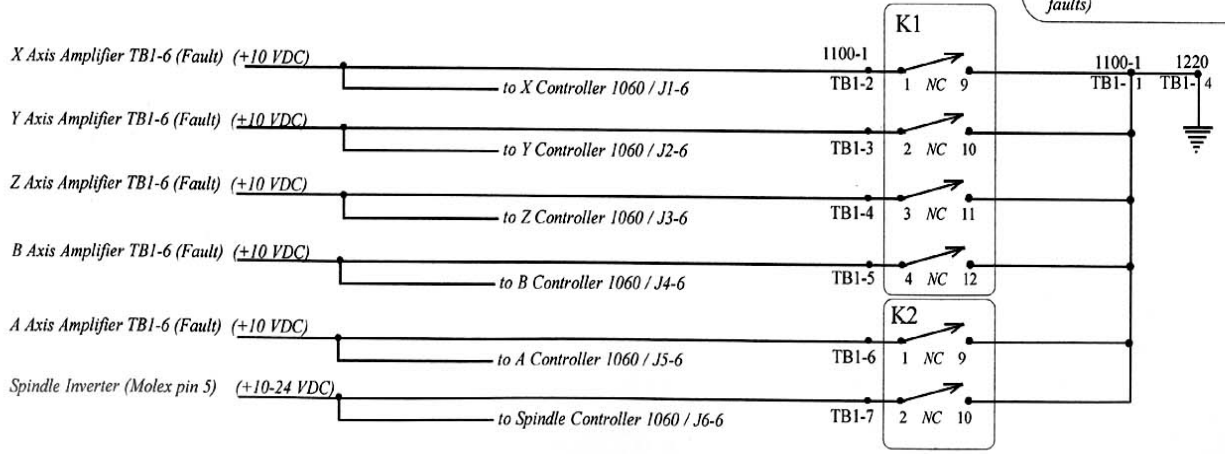 faults)
K1
X Axis Amplifier TB1-6 (Fault) (+10 VDC)
1100-1
1100-1 1220
to X Controller 1060 / J1-6
TB1-2 1 NC 9
TB1- 1 TB1- 4
Y Axis Amplifier TB1-6 (Fault) (+10 VDC)
to Y Controller 1060 / J2-6
TB1-3 2 NC 10
Z Axis Amplifier TB1-6 (Fault) (+10 VDC)
to Z Controller 1060 / J3-6
TB1-4 3 NC 11
B Axis Amplifier TB1-6 (Fault) (+10 VDC)
to B Controller 1060 / J4-6
TB1-5 4 NC 12
K2
A Axis Amplifier TB1-6 (Fault) (+10 VDC)
to A Controller 1060 / J5-6
TB1-6 1 NC 9
Spindle Inverter (Molex pin 5) (+10-24 VDC)
to Spindle Controller 1060 / J6-6
TB1-7 2 NC 10